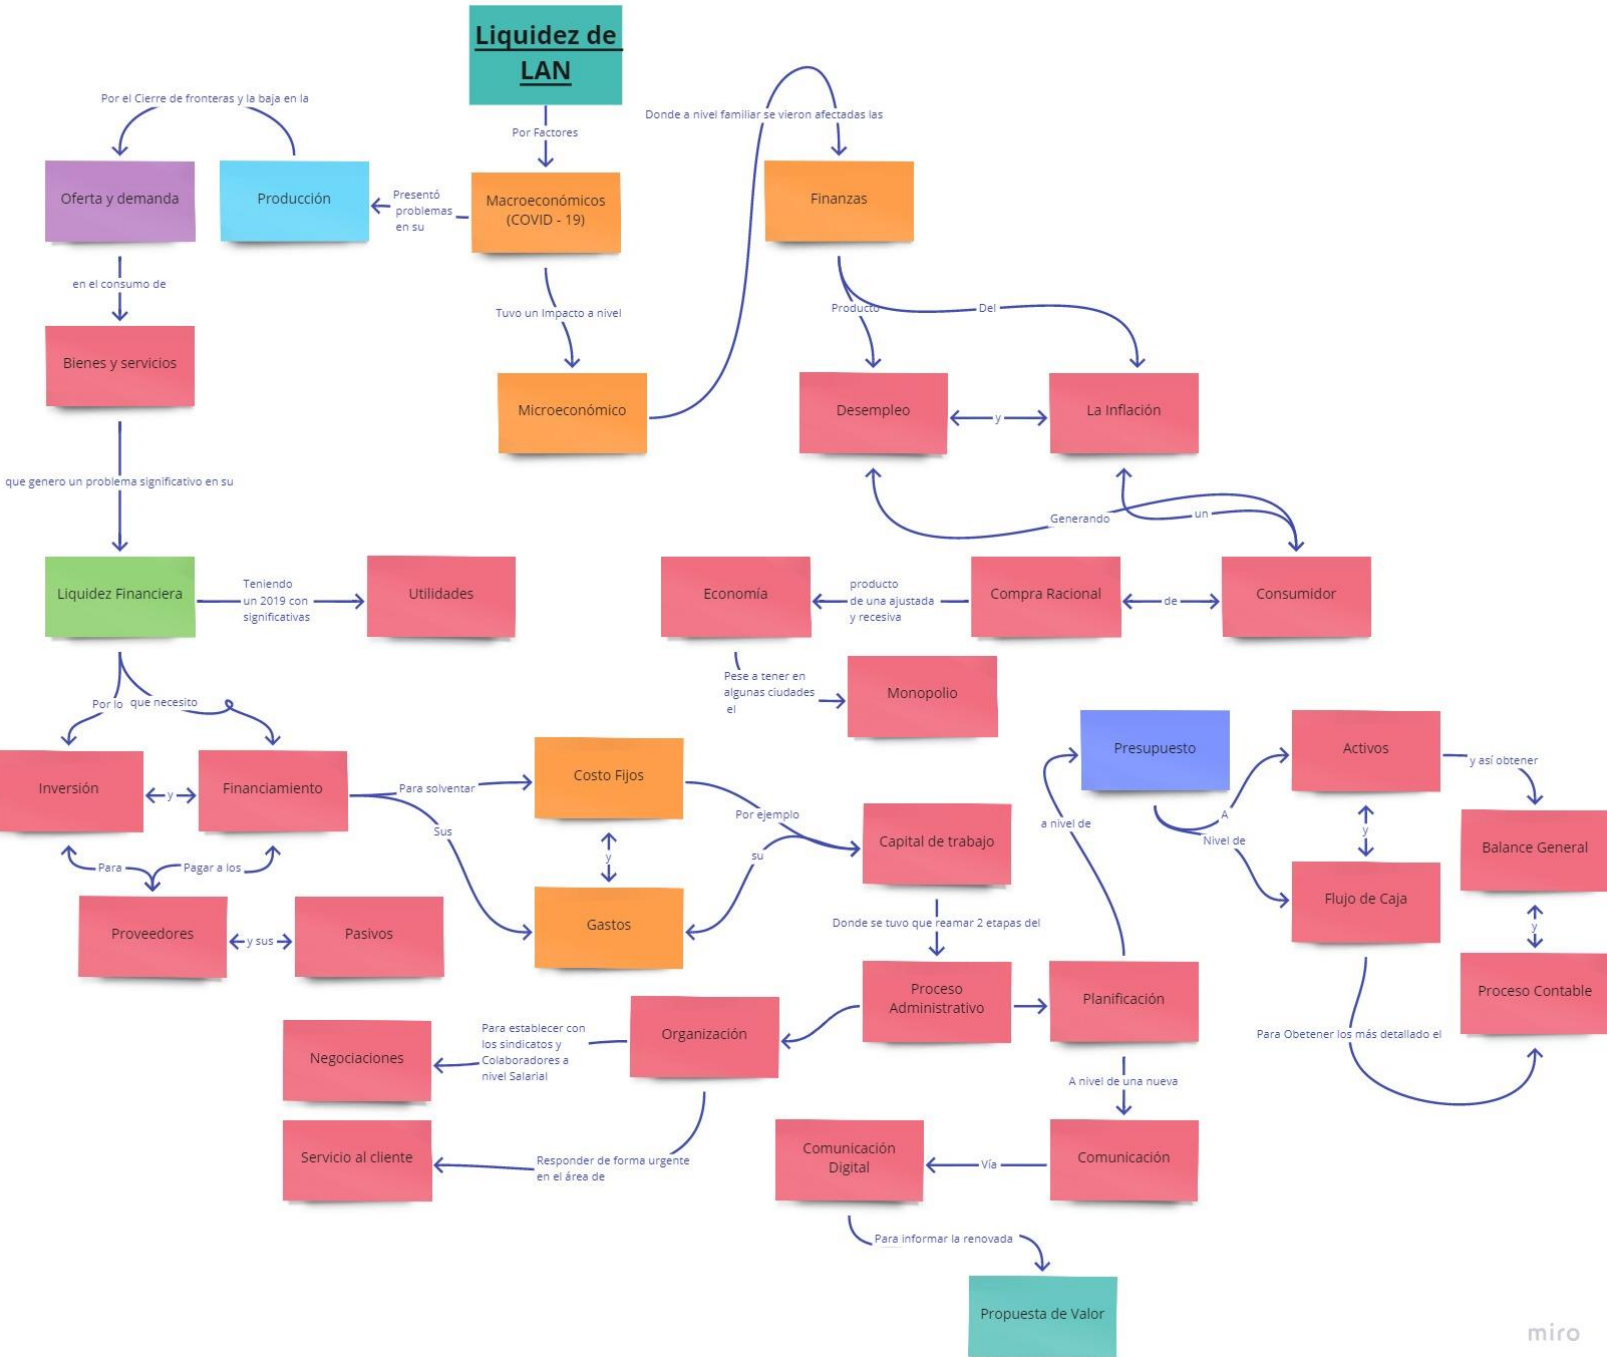 Liquidez de
LAN
Por el Cierre de fronteras y la baja en la
Por Factores
Donde a nivel familiar se vieron afectadas las
Oferta y demanda
Producción
Presentó
problemas
en su
Macroeconómicos
(COVID - 19)
Finanzas
en el consumo de
Tuvo un Impacto a nivel
Producto
Del
Bienes y servicios
Microeconómico
Desempleo
y
La Inflación
que genero un problema significativo en su
Generando
un
Liquidez Financiera
Teniendo
un 2019 con
significativas
Utilidades
Economía
producto
de una ajustada
y recesiva
Compra Racional
de
Consumidor
Pese a tener en
algunas ciudades
el
Monopolio
Por lo
que necesito
Inversión
y
Financiamiento
Para solventar
Sus
Costo Fijos
y
Gastos
Por ejemplo
su
Capital de trabajo
a nivel de
Presupuesto
A
Nivel de
Activos
y
Flujo de Caja
y así obtener
Balance General
y
Proceso Contable
Para
Pagar a los
Proveedores
y sus
Pasivos
Donde se tuvo que reamar 2 etapas del
Proceso
Administrativo
Planificación
Para Obetener los más detallado el
Organización
Para establecer con
los sindicatos y
Colaboradores a
nivel Salarial
Negociaciones
A nivel de una nueva
Servicio al cliente
Responder de forma urgente
en el área de
Comunicación
Digital
Vía
Comunicación
Para informar la renovada
Propuesta de Valor
miro